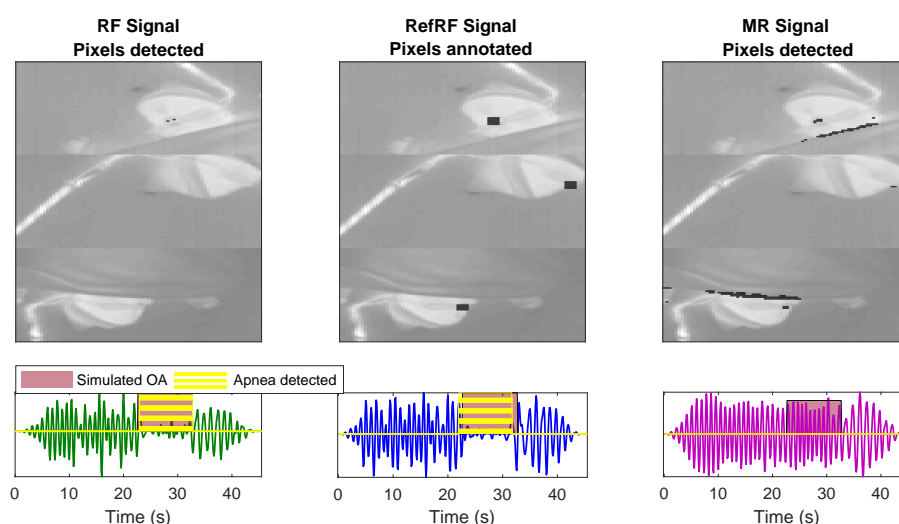 RF Signal
Pixels detected
RefRF Signal
Pixels annotated
MR Signal
Pixels detected
Simulated OA
Apnea detected
0 10 20 30 40
Time (s)
0 10 20 30 40
Time (s)
0 10 20 30 40
Time (s)